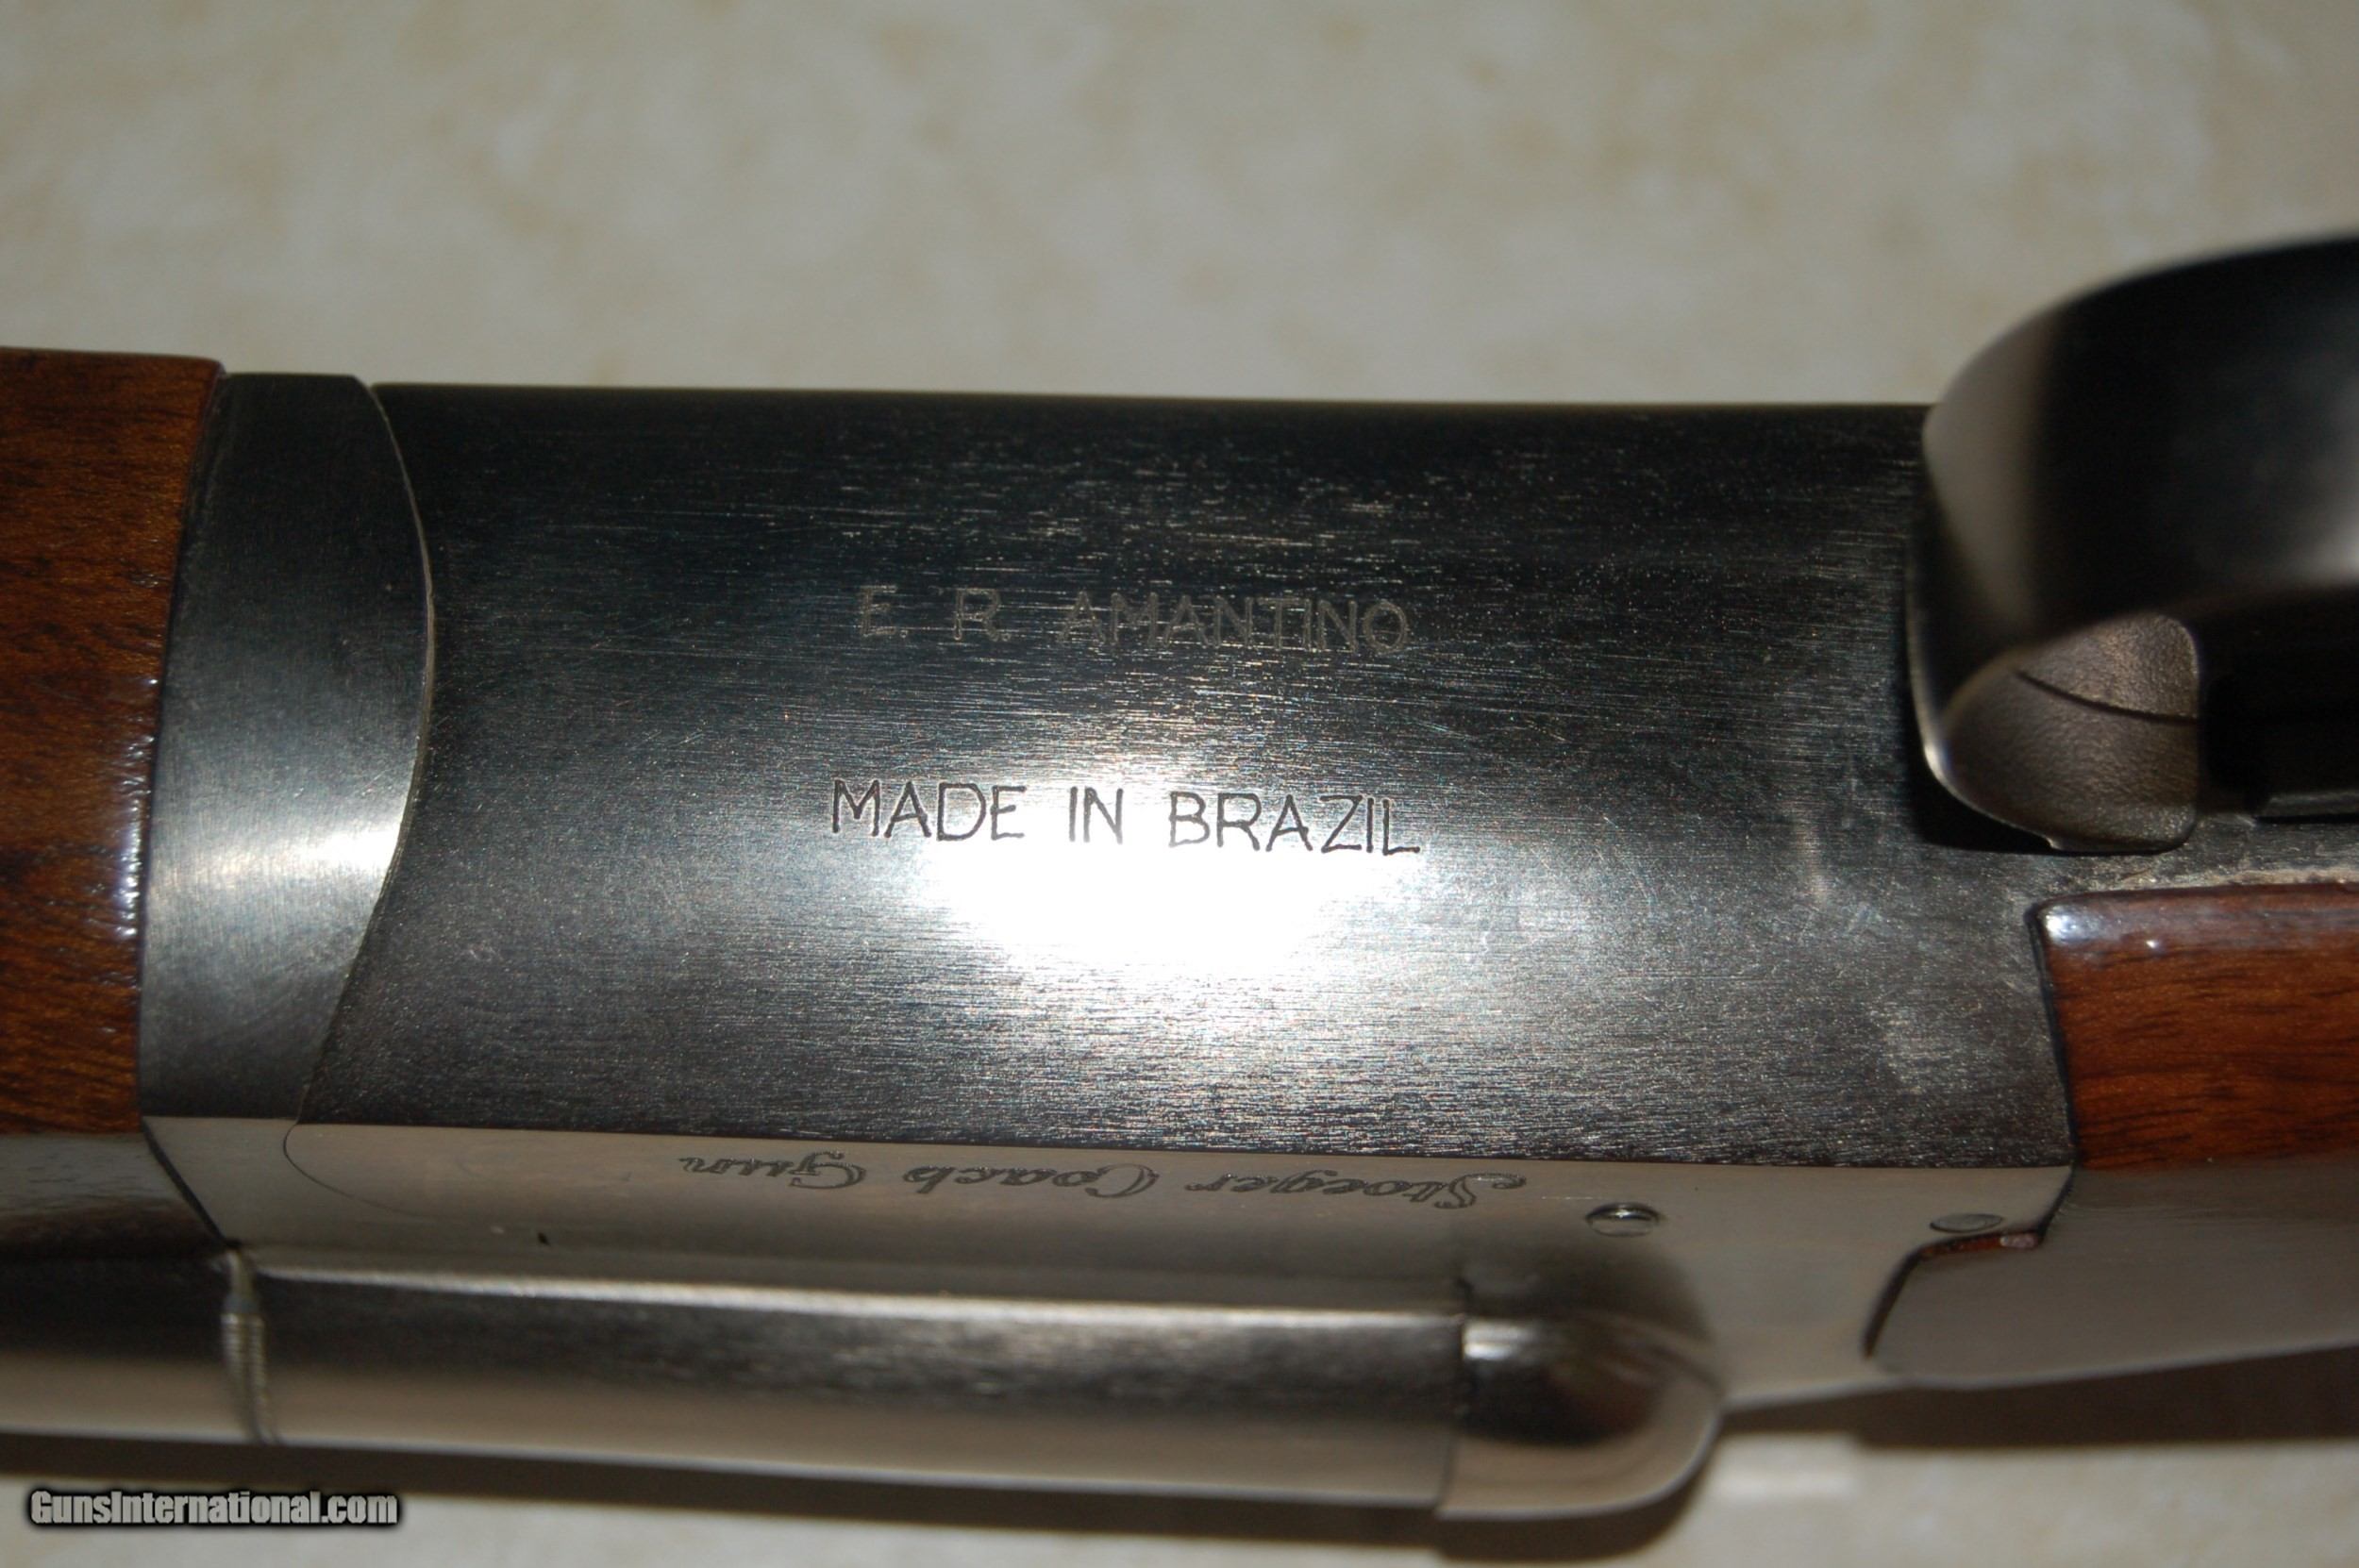 E. R. AMANTINO
MADE IN BRAZIL
Stoeger Coach Gun
GunsInternational.com